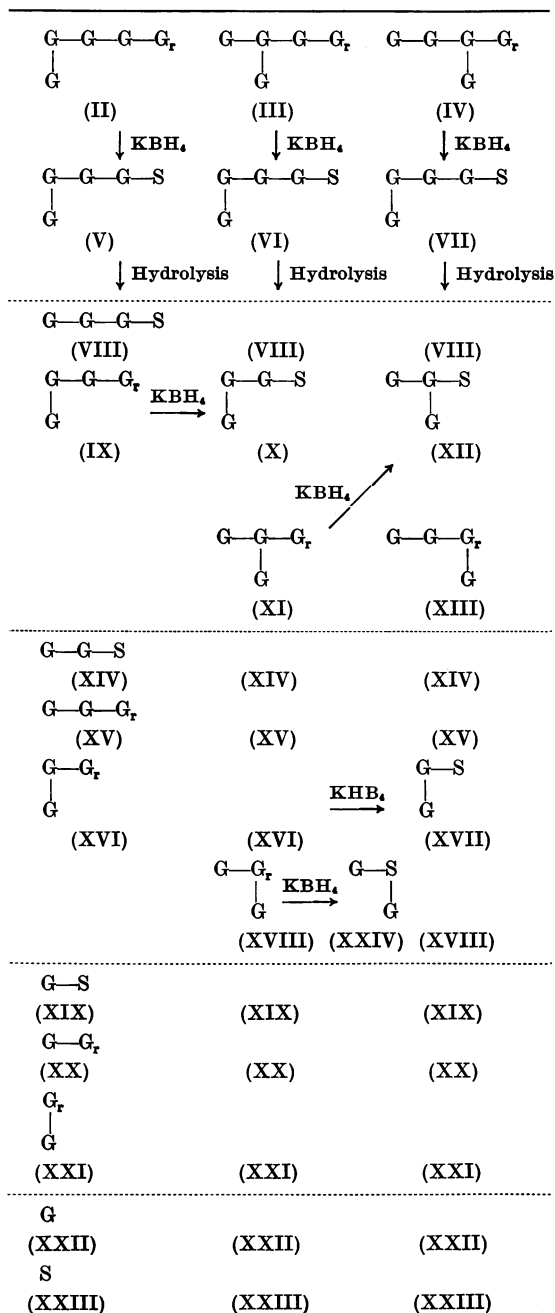 G—G—G—Gr G—G—G—Gr G—G—G—Gr
G G G
(II) (III) (IV)
KBH4 KBH4 KBH4
G—G—G—S G—G—G—S G—G—G—S
G G G
(V) (VI) (VII)
Hydrolysis Hydrolysis Hydrolysis
G—G—G—S
(VIII) (VIII) (VIII)
G—G—Gr KBH4 G—G—S G—G—S
G G G
(IX) (X) (XII)
KBH4
G—G—Gr G—G—Gr
G G
(XI) (XIII)
G—G—S
(XIV) (XIV) (XIV)
G—G—Gr
(XV) (XV) (XV)
G—Gr KHB4 G—S
G G
(XVI) (XVI) (XVII)
G—Gr KBH4 G—S
G G
(XVIII) (XXIV) (XVIII)
G—S
(XIX) (XIX) (XIX)
G—Gr
(XX) (XX) (XX)
Gr
G
(XXI) (XXI) (XXI)
G
(XXII) (XXII) (XXII)
S
(XXIII) (XXIII) (XXIII)